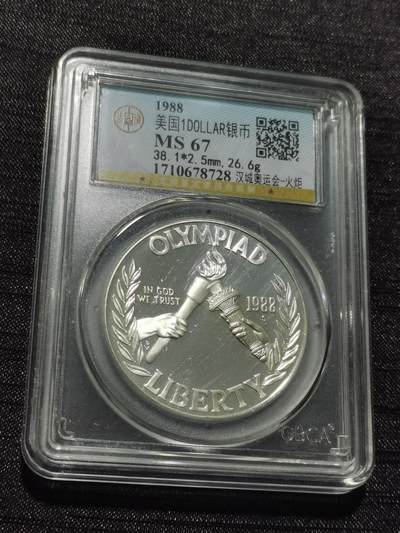 1988
美国1DOLLAR银币
MS 67
38.1*2.5mm,26.6g
1710678728 汉城奥运会-火炬
OLYMPIAD
IN GOD
WE TRUST
1988
S
LIBERTY
GBCA